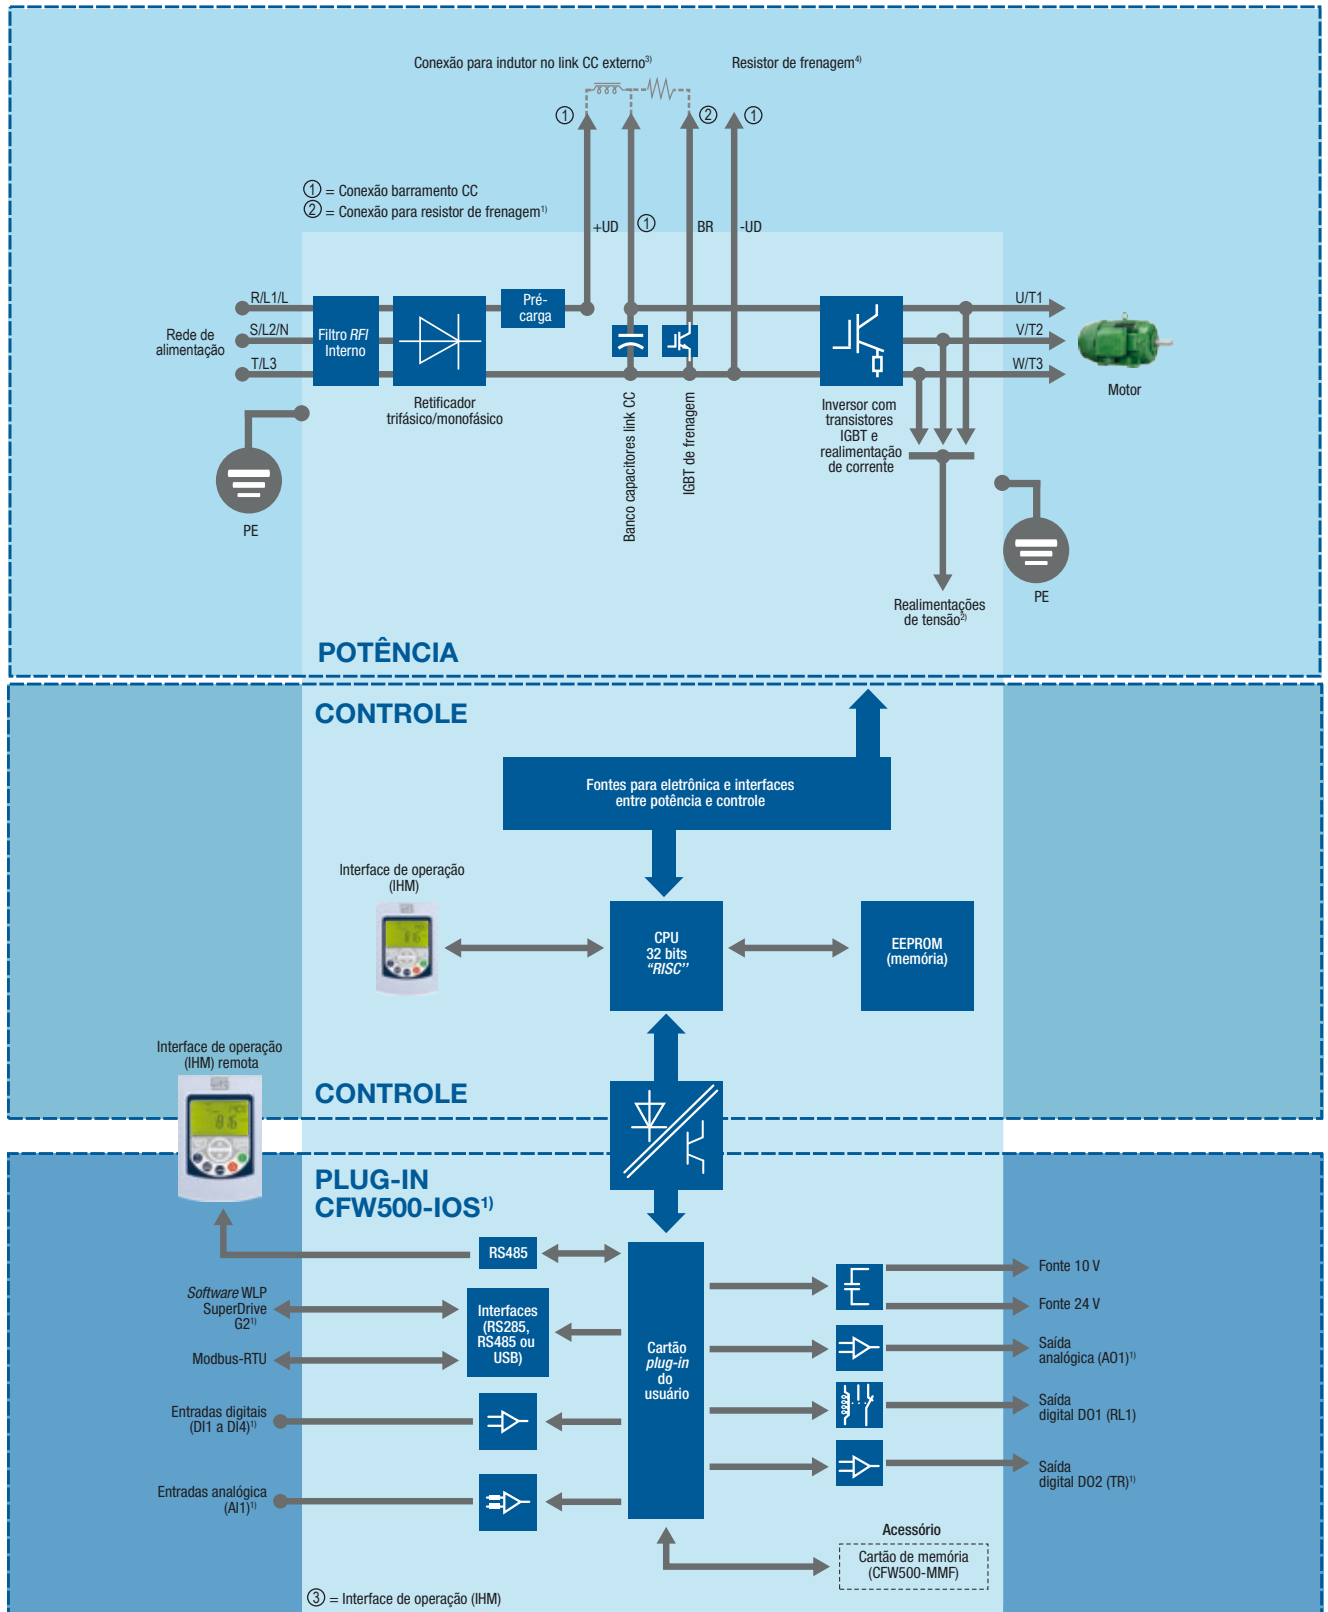 Conexão para indutor no link CC externo3)
Resistor de frenagem4)
1
2
1
1 = Conexão barramento CC
2 = Conexão para resistor de frenagem1)
+UD
1
BR
-UD
R/L1/L
S/L2/N
T/L3
Rede de
alimentação
Filtro RFI
Interno
Pré-
carga
Retificador
trifásico/monofásico
Banco capacitores link CC
IGBT de frenagem
Inversor com
transistores
IGBT e
realimentação
de corrente
U/T1
V/T2
W/T3
Motor
PE
PE
Realimentações
de tensão2)
POTÊNCIA
CONTROLE
Fontes para eletrônica e interfaces
entre potência e controle
Interface de operação
(IHM)
CPU
32 bits
“RISC’’
EEPROM
(memória)
Interface de operação
(IHM) remota
CONTROLE
PLUG-IN
CFW500-IOS1)
RS485
Software WLP
SuperDrive
G21)
Modbus-RTU
Interfaces
(RS285,
RS485 ou
USB)
Entradas digitais
(DI1 a DI4)1)
Entradas analógica
(AI1)1)
Cartão
plug-in
do
usuário
Fonte 10 V
Fonte 24 V
Saída
analógica (AO1)1)
Saída
digital DO1 (RL1)
Saída
digital DO2 (TR)1)
Acessório
Cartão de memória
(CFW500-MMF)
3 = Interface de operação (IHM)